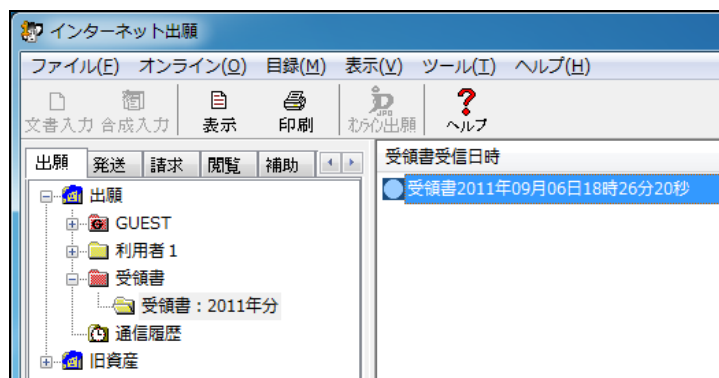 インターネット出願
ファイル(F) オンライン(O) 目録(M) 表示(V) ツール(T) ヘルプ(H)
文書入力 合成入力 表示 印刷 オンライン出願 ヘルプ
出願 発送 請求 閲覧 補助
受領書受信日時
受領書2011年09月06日18時26分20秒
出願
GUEST
利用者1
受領書
受領書：2011年分
通信履歴
旧資産